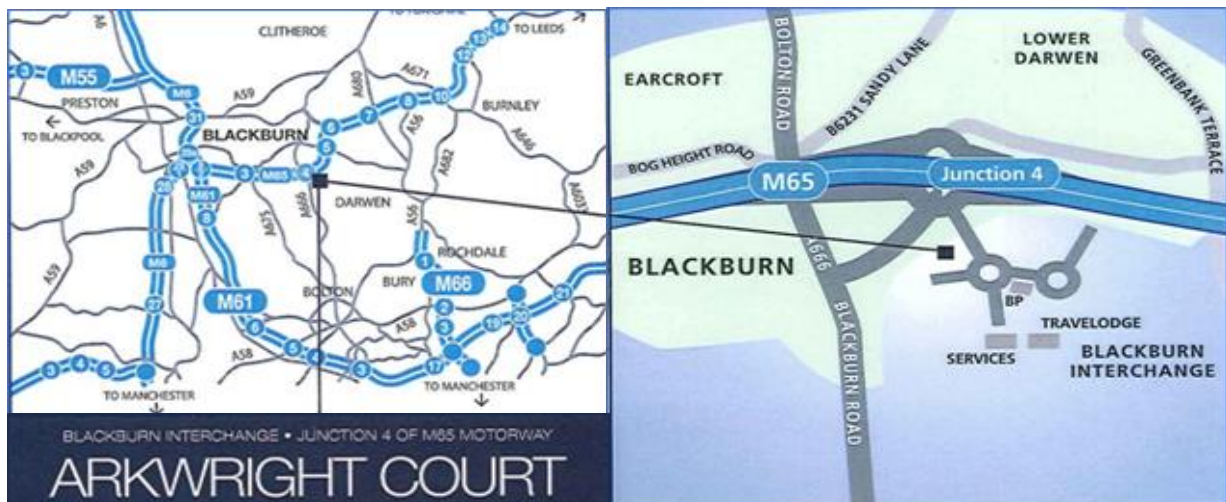 TO LEEDS
CLITHEROE
A6
14
13
12
3
M55
A671
A680
PRESTON
M6
A59
8
10
BURNLEY
31
7
TO BLACKPOOL
BLACKBURN
6
A56
A646
5
A59
3
M65
4
A682
28
M61
A666
DARWEN
A675
8
A56
A6033
ROCHDALE
A59
M6
1
BURY
M66
27
M61
BOLTON
2
21
3
19
20
6
A58
5
A58
4
3
4
5
3
17
TO MANCHESTER
TO MANCHESTER
BLACKBURN INTERCHANGE • JUNCTION 4 OF M65 MOTORWAY
ARKWRIGHT COURT
BOLTON ROAD
B6231 SANDY LANE
LOWER
DARWEN
GREENBANK TERRACE
EARCROFT
BOG HEIGHT ROAD
M65
Junction 4
A666
BLACKBURN
BP
TRAVELODGE
SERVICES
BLACKBURN
INTERCHANGE
BLACKBURN ROAD